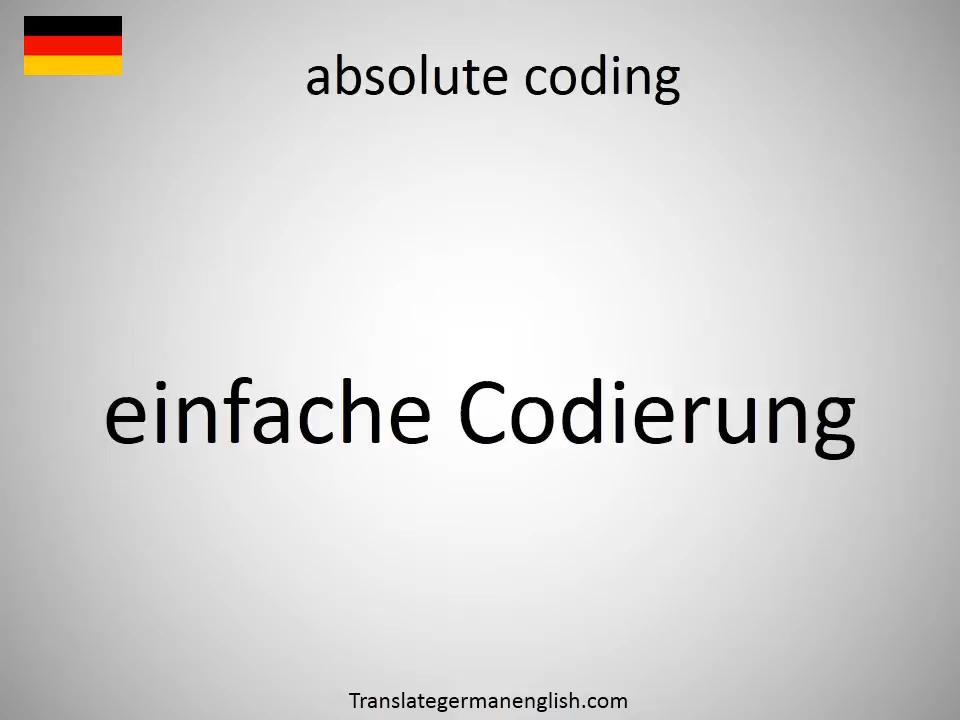 absolute coding
einfache Codierung
Translategermanenglish.com